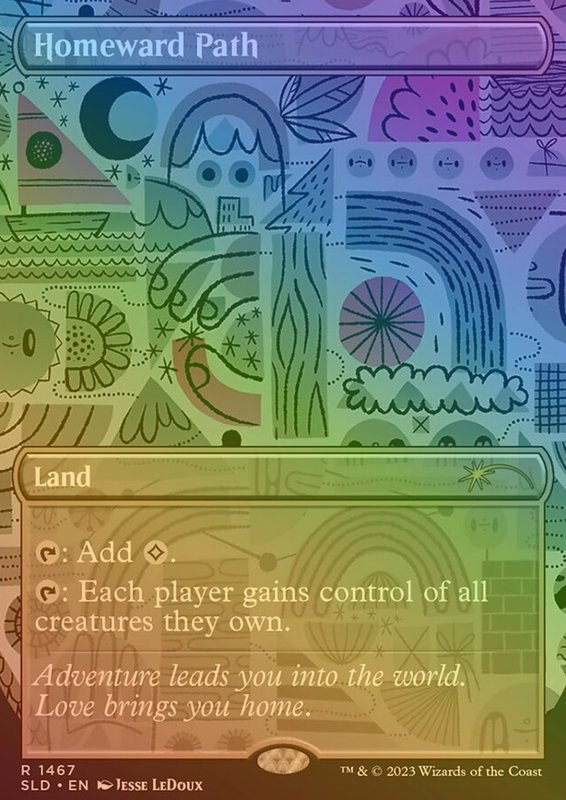 Homeward Path
Land
: Add .
: Each player gains control of all
creatures they own.
Adventure leads you into the world.
Love brings you home.
R 1467
SLD • EN Jesse LeDoux
™ & © 2023 Wizards of the Coast